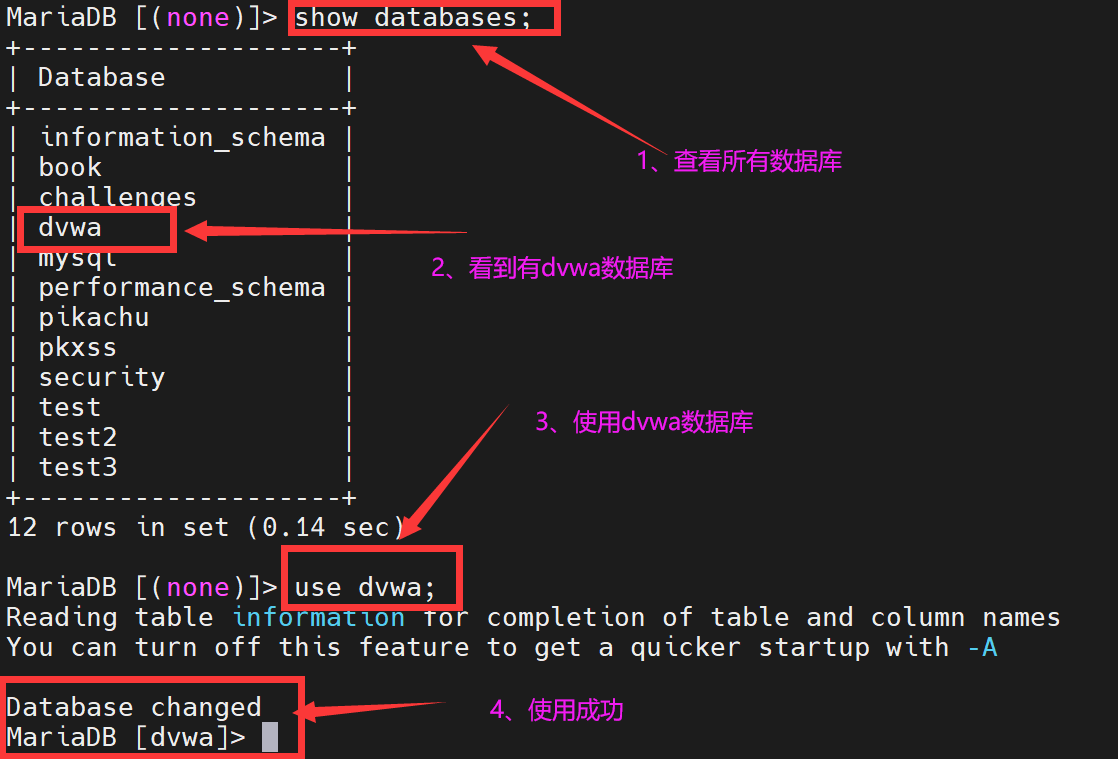 MariaDB [(none)]> show databases;
+--------------------+
| Database           |
+--------------------+
| information_schema |
| book               |
| challenges         |
| dvwa               |
| mysql              |
| performance_schema |
| pikachu            |
| pkxss              |
| security           |
| test               |
| test2              |
| test3              |
+--------------------+
12 rows in set (0.14 sec)
MariaDB [(none)]> use dvwa;
Reading table information for completion of table and column names
You can turn off this feature to get a quicker startup with -A
Database changed
MariaDB [dvwa]>
1、查看所有数据库
2、看到有dvwa数据库
3、使用dvwa数据库
4、使用成功